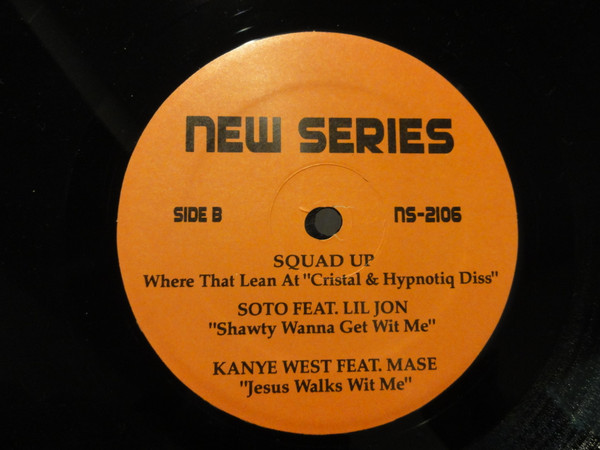 NEW SERIES
SIDE B NS-2106
SQUAD UP
Where That Lean At "Cristal & Hypnotiq Diss"
SOTO FEAT. LIL JON
"Shawty Wanna Get Wit Me"
KANYE WEST FEAT. MASE
"Jesus Walks Wit Me"